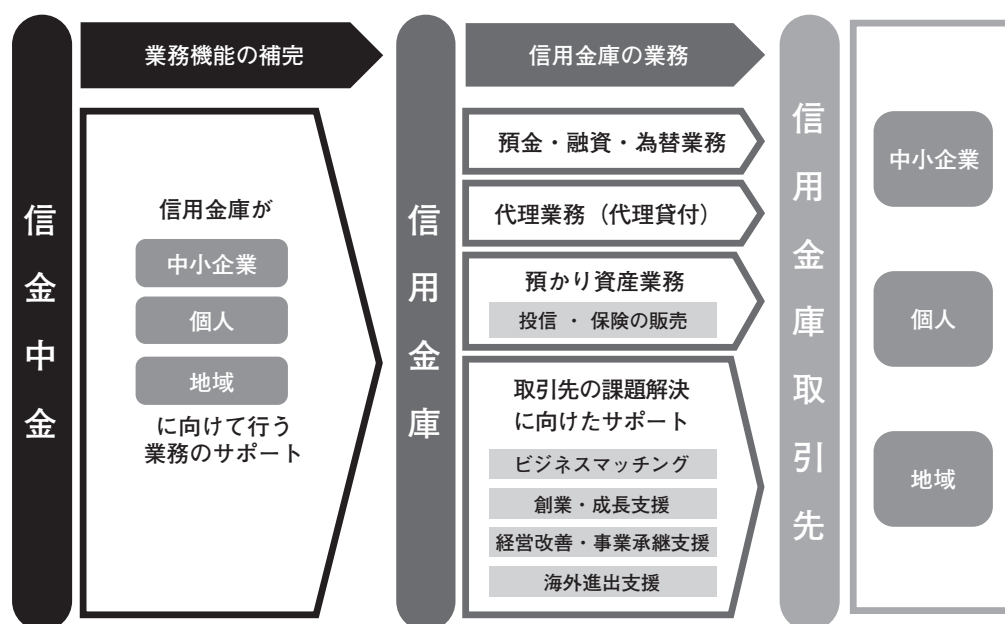 信金中金
業務機能の補完
信用金庫が
中小企業
個人
地域
に向けて行う
業務のサポート
信用金庫
信用金庫の業務
預金・融資・為替業務
代理業務（代理貸付）
預かり資産業務
投信 ・ 保険の販売
取引先の課題解決
に向けたサポート
ビジネスマッチング
創業・成長支援
経営改善・事業承継支援
海外進出支援
信用金庫取引先
中小企業
個人
地域